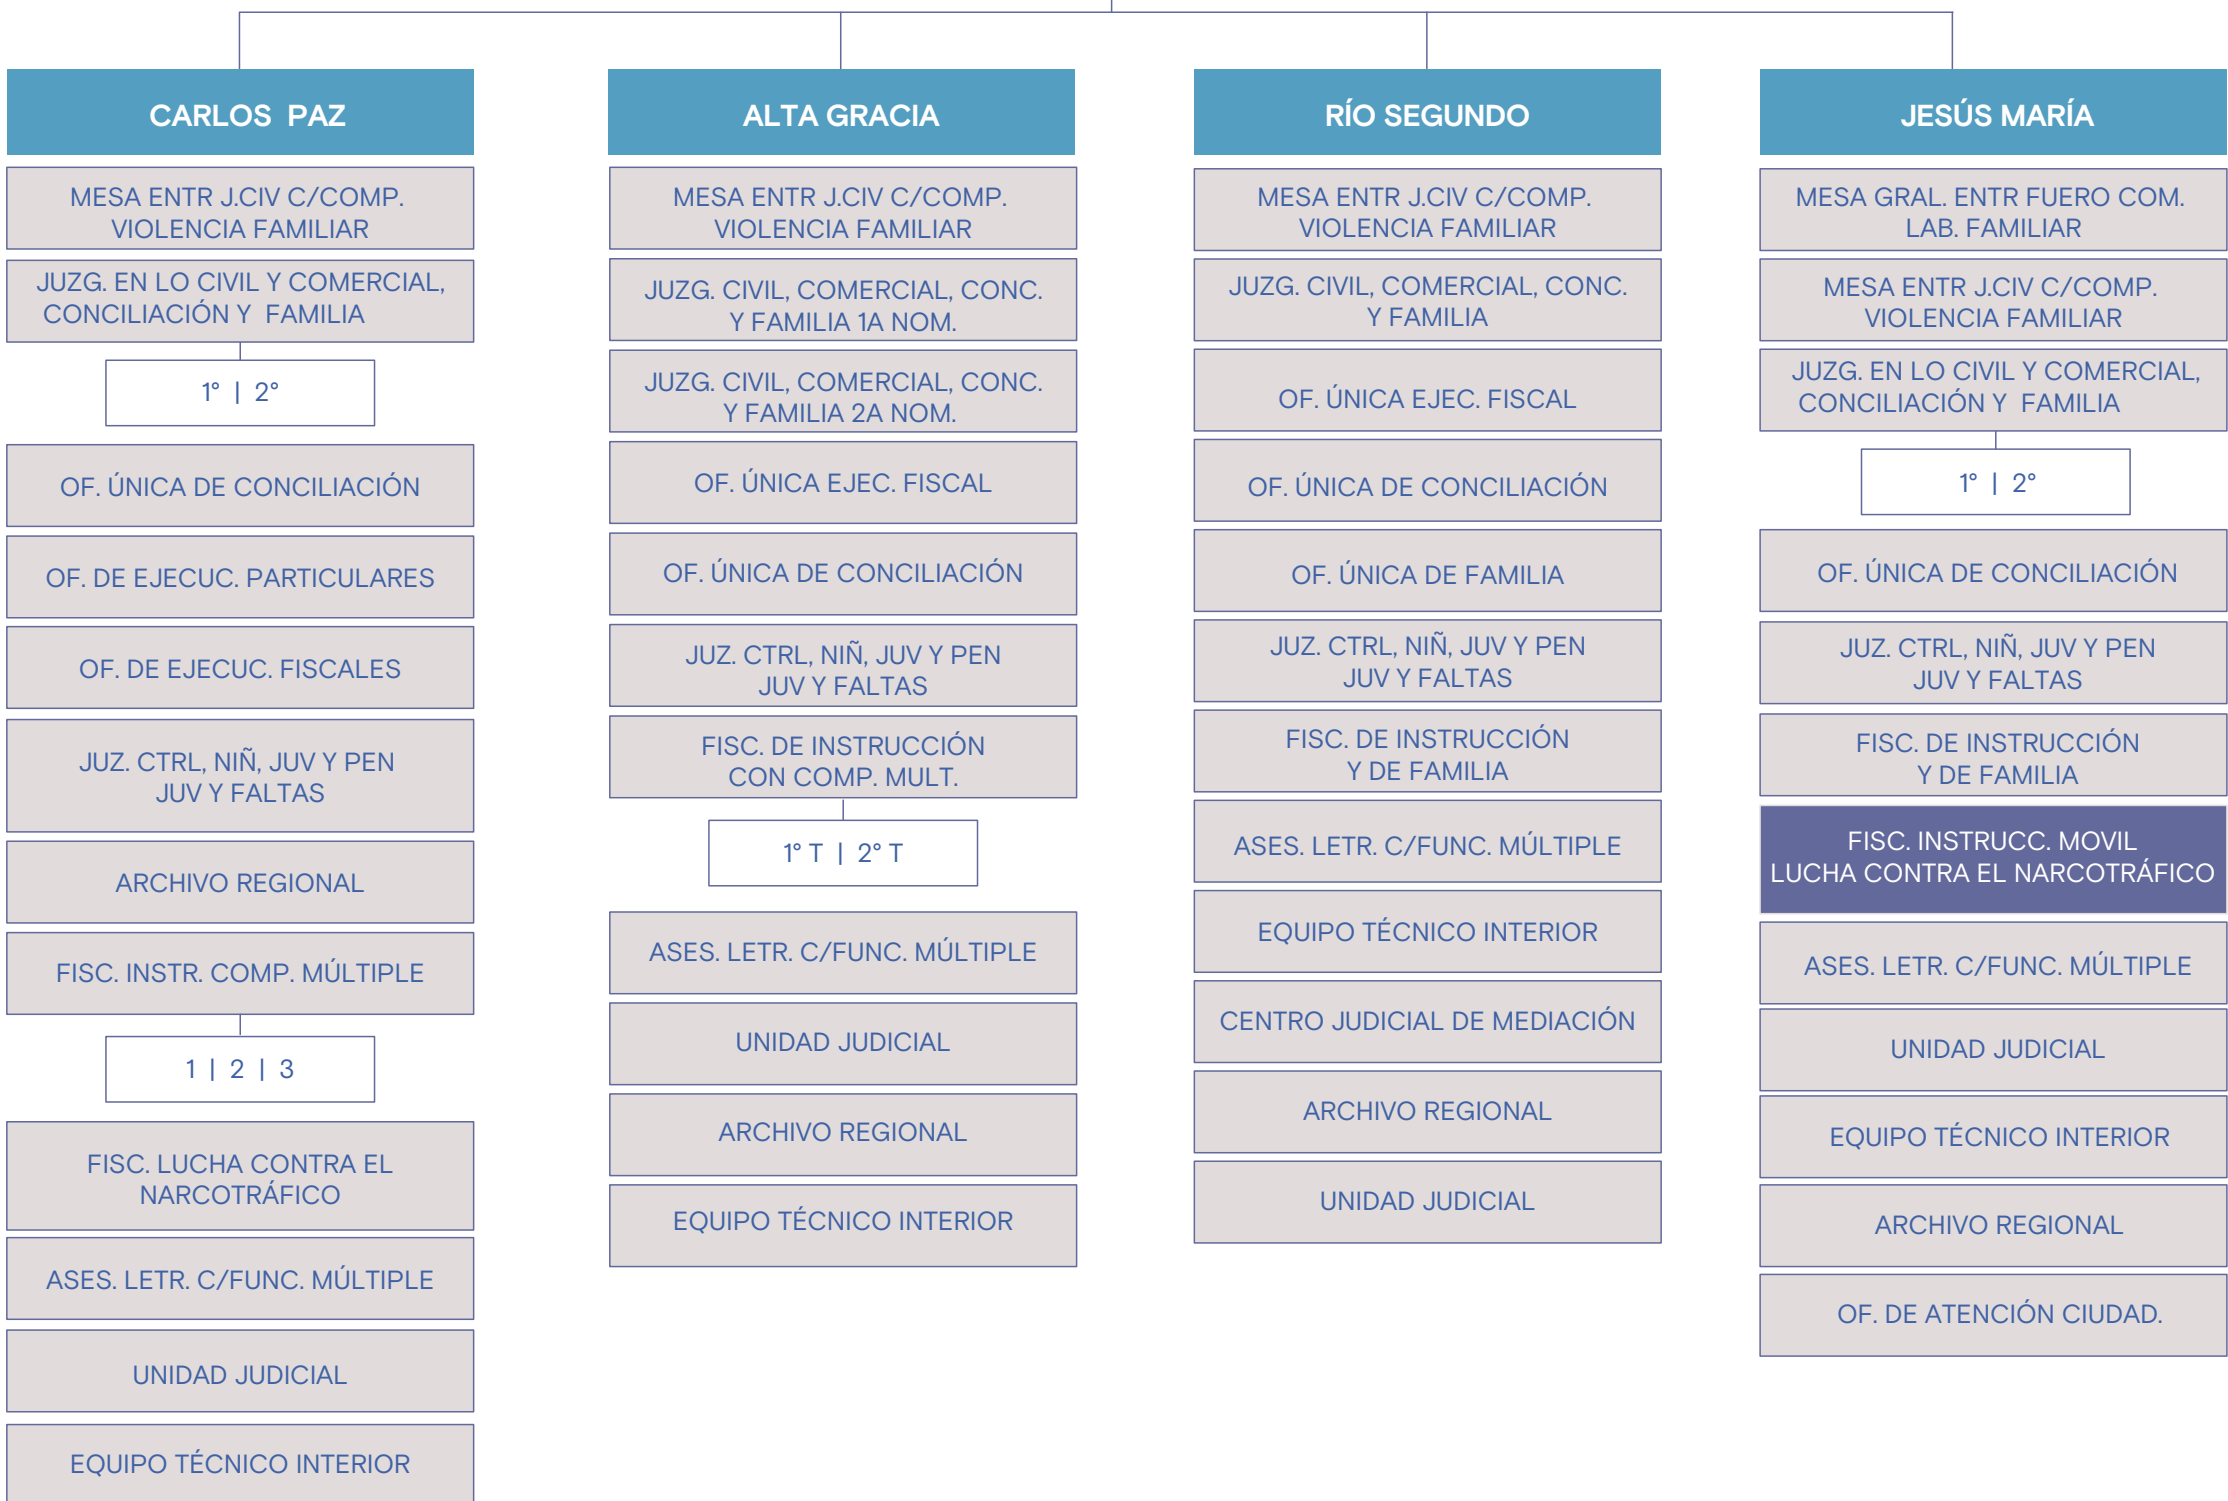 CARLOS PAZ
MESA ENTR J.CIV C/COMP.
VIOLENCIA FAMILIAR
JUZG. EN LO CIVIL Y COMERCIAL,
CONCILIACIÓN Y FAMILIA
1° | 2°
OF. ÚNICA DE CONCILIACIÓN
OF. DE EJECUC. PARTICULARES
OF. DE EJECUC. FISCALES
JUZ. CTRL, NIÑ, JUV Y PEN
JUV Y FALTAS
ARCHIVO REGIONAL
FISC. INSTR. COMP. MÚLTIPLE
1 | 2 | 3
FISC. LUCHA CONTRA EL
NARCOTRÁFICO
ASES. LETR. C/FUNC. MÚLTIPLE
UNIDAD JUDICIAL
EQUIPO TÉCNICO INTERIOR
ALTA GRACIA
MESA ENTR J.CIV C/COMP.
VIOLENCIA FAMILIAR
JUZG. CIVIL, COMERCIAL, CONC.
Y FAMILIA 1A NOM.
JUZG. CIVIL, COMERCIAL, CONC.
Y FAMILIA 2A NOM.
OF. ÚNICA EJEC. FISCAL
OF. ÚNICA DE CONCILIACIÓN
JUZ. CTRL, NIÑ, JUV Y PEN
JUV Y FALTAS
FISC. DE INSTRUCCIÓN
CON COMP. MULT.
1° T | 2° T
ASES. LETR. C/FUNC. MÚLTIPLE
UNIDAD JUDICIAL
ARCHIVO REGIONAL
EQUIPO TÉCNICO INTERIOR
RÍO SEGUNDO
MESA ENTR J.CIV C/COMP.
VIOLENCIA FAMILIAR
JUZG. CIVIL, COMERCIAL, CONC.
Y FAMILIA
OF. ÚNICA EJEC. FISCAL
OF. ÚNICA DE CONCILIACIÓN
OF. ÚNICA DE FAMILIA
JUZ. CTRL, NIÑ, JUV Y PEN
JUV Y FALTAS
FISC. DE INSTRUCCIÓN
Y DE FAMILIA
ASES. LETR. C/FUNC. MÚLTIPLE
EQUIPO TÉCNICO INTERIOR
CENTRO JUDICIAL DE MEDIACIÓN
ARCHIVO REGIONAL
UNIDAD JUDICIAL
JESÚS MARÍA
MESA GRAL. ENTR FUERO COM.
LAB. FAMILIAR
MESA ENTR J.CIV C/COMP.
VIOLENCIA FAMILIAR
JUZG. EN LO CIVIL Y COMERCIAL,
CONCILIACIÓN Y FAMILIA
1° | 2°
OF. ÚNICA DE CONCILIACIÓN
JUZ. CTRL, NIÑ, JUV Y PEN
JUV Y FALTAS
FISC. DE INSTRUCCIÓN
Y DE FAMILIA
FISC. INSTRUCC. MOVIL
LUCHA CONTRA EL NARCOTRÁFICO
ASES. LETR. C/FUNC. MÚLTIPLE
UNIDAD JUDICIAL
EQUIPO TÉCNICO INTERIOR
ARCHIVO REGIONAL
OF. DE ATENCIÓN CIUDAD.